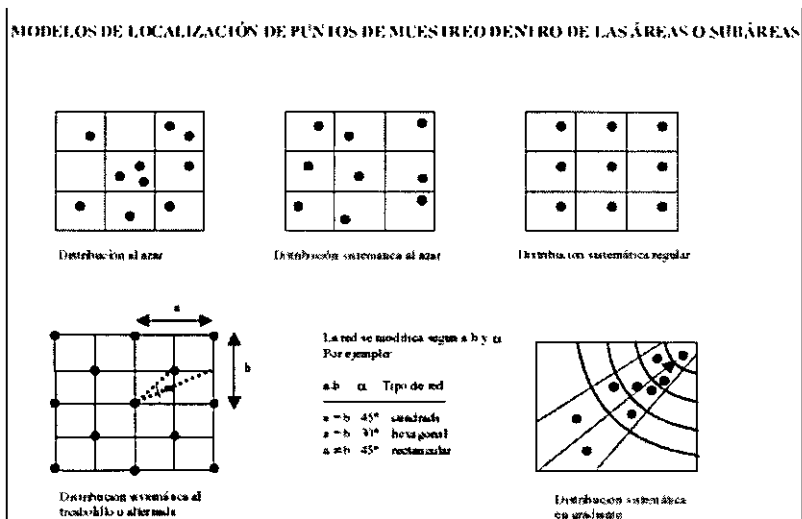 MODELOS DE LOCALIZACIÓN DE PUNTOS DE MUESTREO DENTRO DE LAS ÁREAS O SUBÁREAS
Distribución al azar
Distribución sistemática al azar
Distribución sistemática regular
a
b
La red se modifica según a b y α
Por ejemplo:
a-b α Tipo de red
a = b 45° cuadrada
a = b 30° hexagonal
a ≠ b 45° rectangular
Distribución sistemática al
tresbolillo o alternada
Distribución sistemática
en gradiente